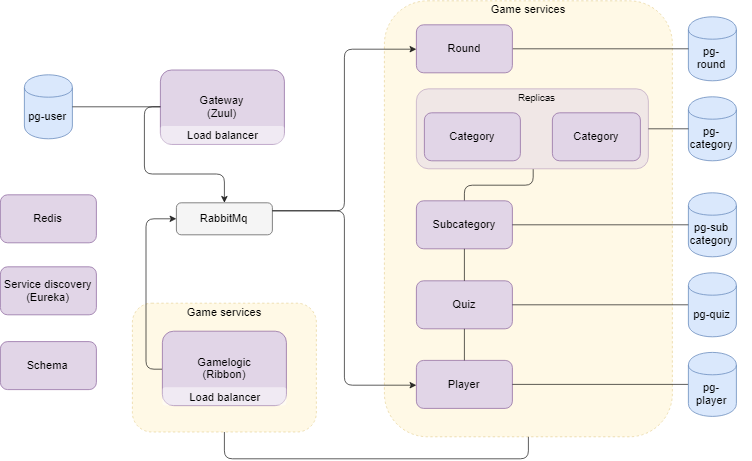 Game services
Round
pg-
round
Gateway
(Zuul)
Load balancer
pg-user
Replicas
Category
Category
pg-
category
RabbitMq
Redis
Subcategory
pg-sub
category
Service discovery
(Eureka)
Game services
Quiz
pg-quiz
Gamelogic
(Ribbon)
Load balancer
Schema
Player
pg-
player